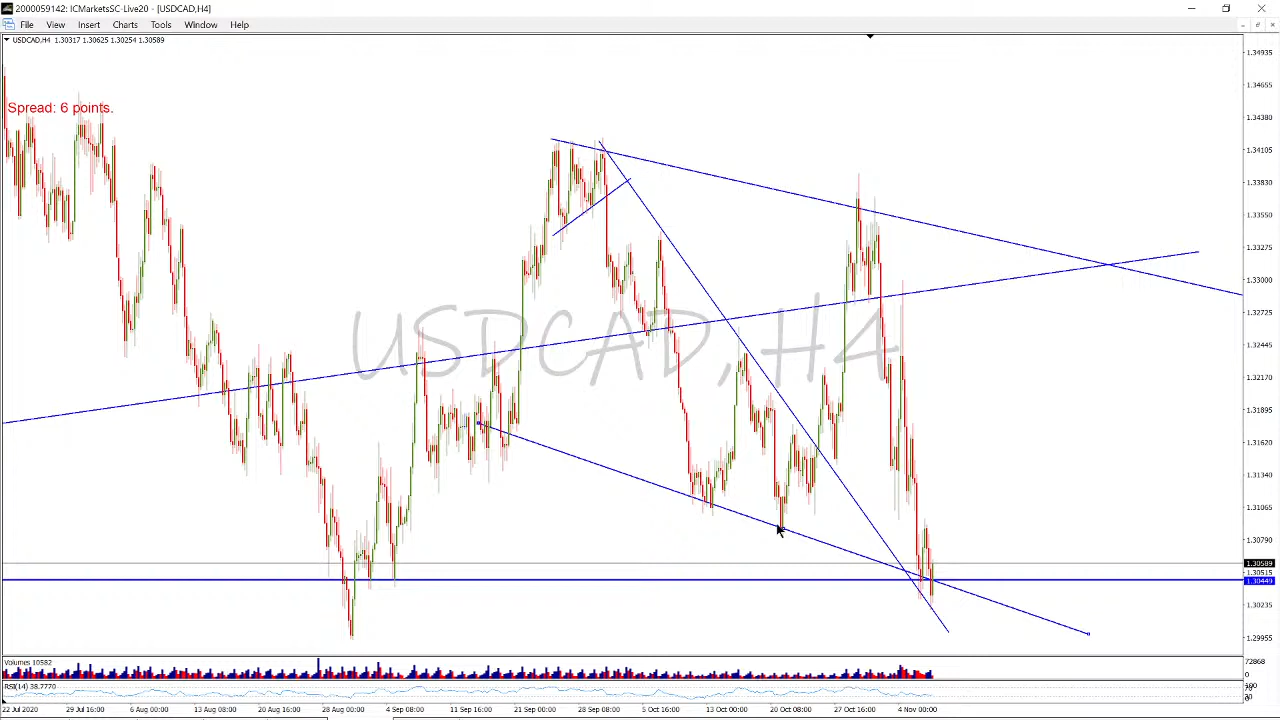 2000059142: ICMarketsSC-Live20 - [USDCAD,H4]
File View Insert Charts Tools Window Help
USDCAD,H4 1.30317 1.30625 1.30254 1.30589
Spread: 6 points.
USDCAD,H4
1.34935
1.34655
1.34380
1.34105
1.33830
1.33550
1.33275
1.33000
1.32725
1.32445
1.32170
1.31895
1.31620
1.31340
1.31065
1.30790
1.30589
1.30515
1.30449
1.30235
1.29955
Volumes 10582
72868
0
RSI(14) 38.7770
22 Jul 2020 29 Jul 16:00 6 Aug 00:00 13 Aug 08:00 20 Aug 16:00 28 Aug 00:00 4 Sep 08:00 11 Sep 16:00 21 Sep 00:00 28 Sep 08:00 5 Oct 16:00 13 Oct 00:00 20 Oct 08:00 27 Oct 16:00 4 Nov 00:00